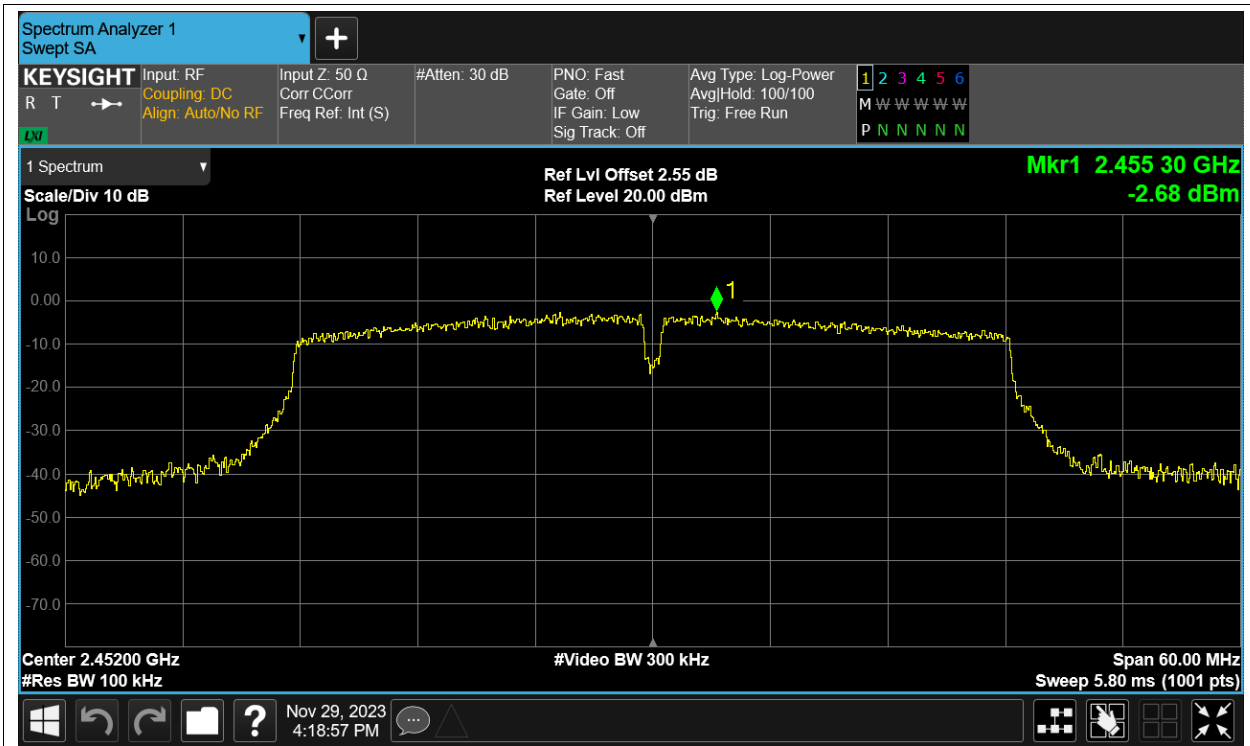 Spectrum Analyzer 1
Swept SA
KEYSIGHT
R T
LXI
Input: RF
Coupling: DC
Align: Auto/No RF
Input Z: 50 Ω
Corr CCorr
Freq Ref: Int (S)
#Atten: 30 dB
PNO: Fast
Gate: Off
IF Gain: Low
Sig Track: Off
Avg Type: Log-Power
Avg|Hold: 100/100
Trig: Free Run
1 2 3 4 5 6
M W W W W W W
P N N N N N
1 Spectrum
Scale/Div 10 dB
Ref Lvl Offset 2.55 dB
Ref Level 20.00 dBm
Mkr1 2.455 30 GHz
-2.68 dBm
Log
10.0
0.00
-10.0
-20.0
-30.0
-40.0
-50.0
-60.0
-70.0
1
Center 2.45200 GHz
#Res BW 100 kHz
#Video BW 300 kHz
Span 60.00 MHz
Sweep 5.80 ms (1001 pts)
?
Nov 29, 2023
4:18:57 PM